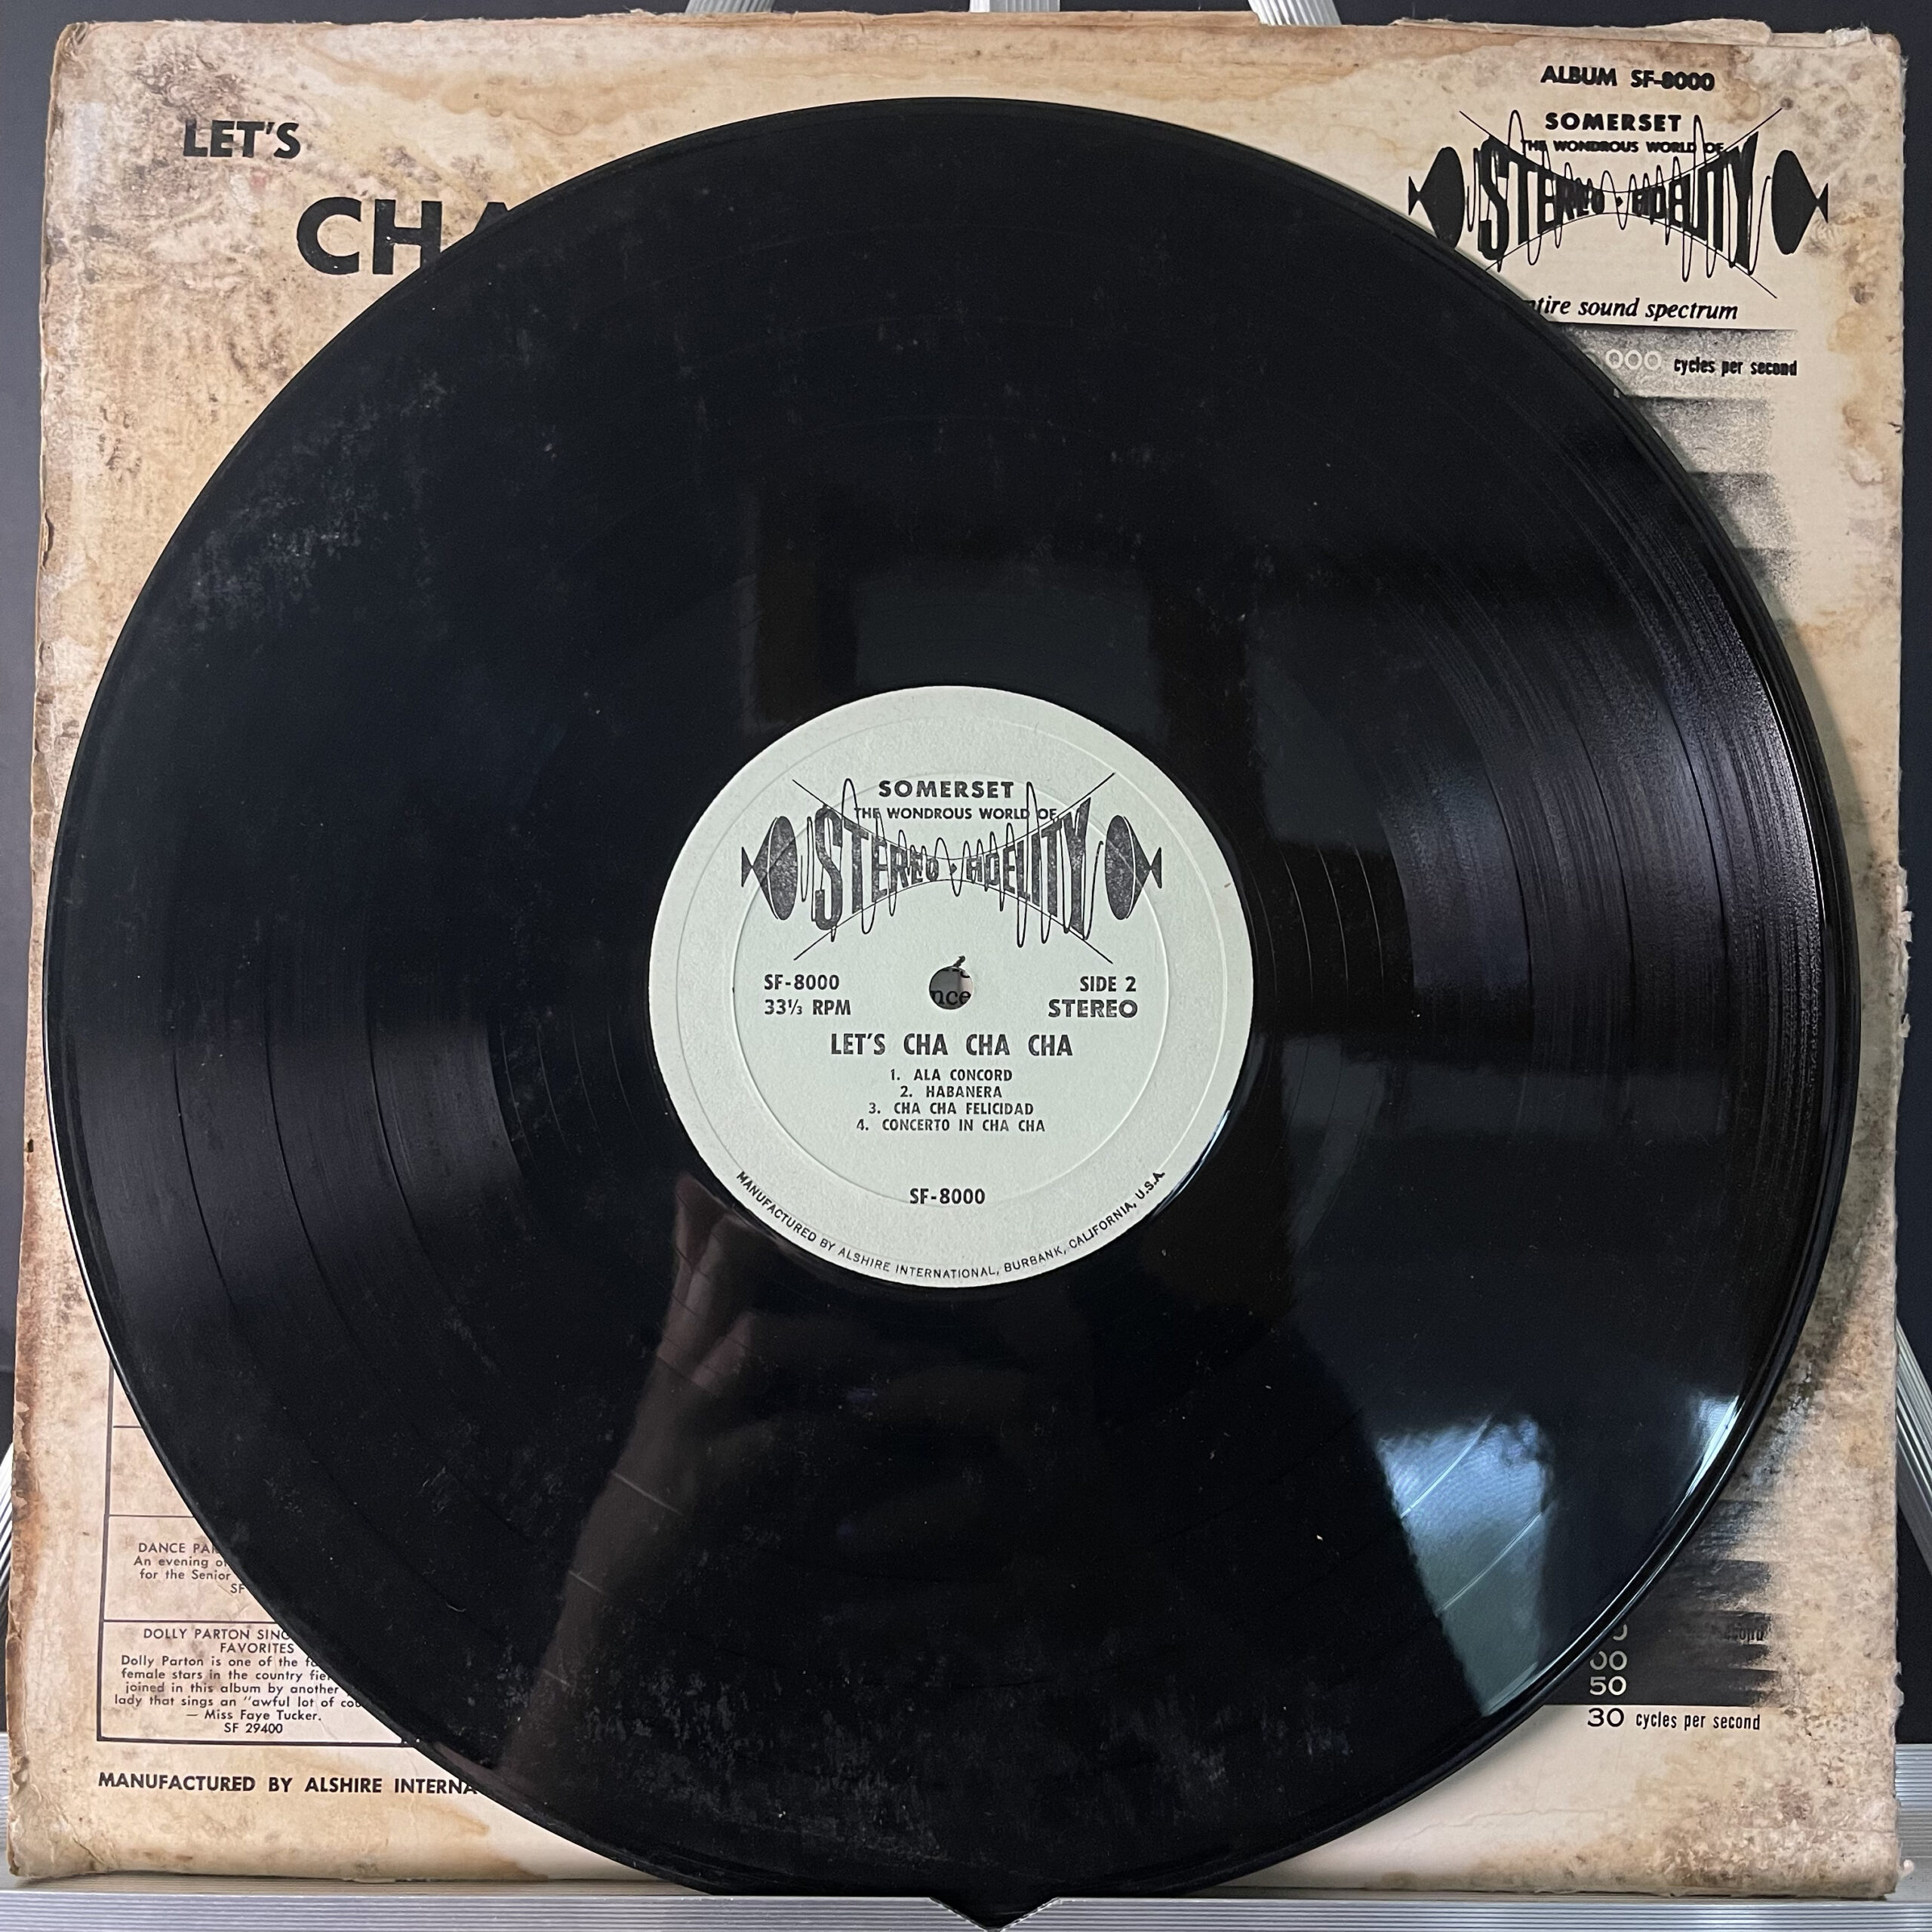 ALBUM SF-8000
LET'S
CHA
SOMERSET
THE WONDROUS WORLD OF
STEREO · FIDELITY
entire sound spectrum
000 cycles per second
SOMERSET
THE WONDROUS WORLD OF
STEREO · FIDELITY
SF-8000
33⅓ RPM
SIDE 2
STEREO
LET'S CHA CHA CHA
1. ALA CONCORD
2. HABANERA
3. CHA CHA FELICIDAD
4. CONCERTO IN CHA CHA
SF-8000
MANUFACTURED BY ALSHIRE INTERNATIONAL, BURBANK, CALIFORNIA, U.S.A.
DANCE
An evening
for the Senior
SF
DOLLY PARTON
FAVORITES
Dolly Parton is one of the
female stars in the country
joined in this album by another
lady that sings an "awful lot of
— Miss Faye Tucker.
SF 29400
50
30 cycles per second
MANUFACTURED BY ALSHIRE